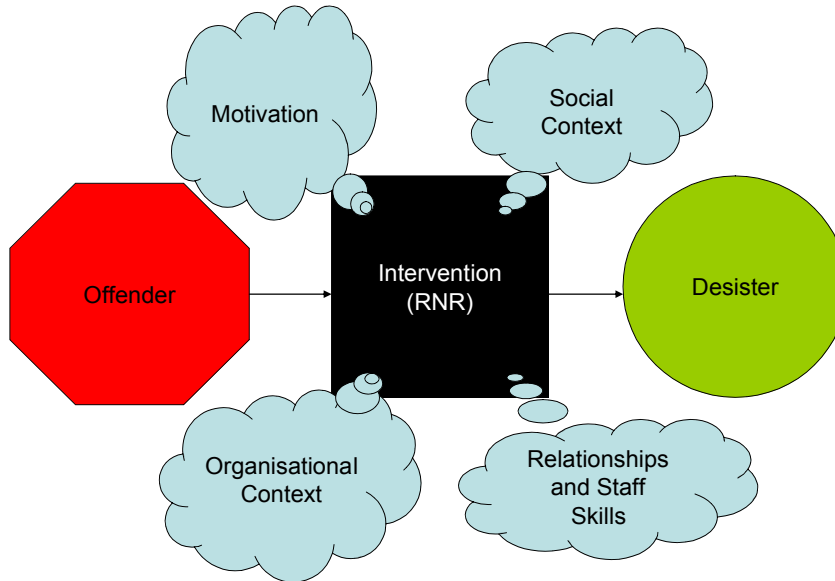 Motivation
Social
Context
Offender
Intervention
(RNR)
Desister
Organisational
Context
Relationships
and Staff
Skills